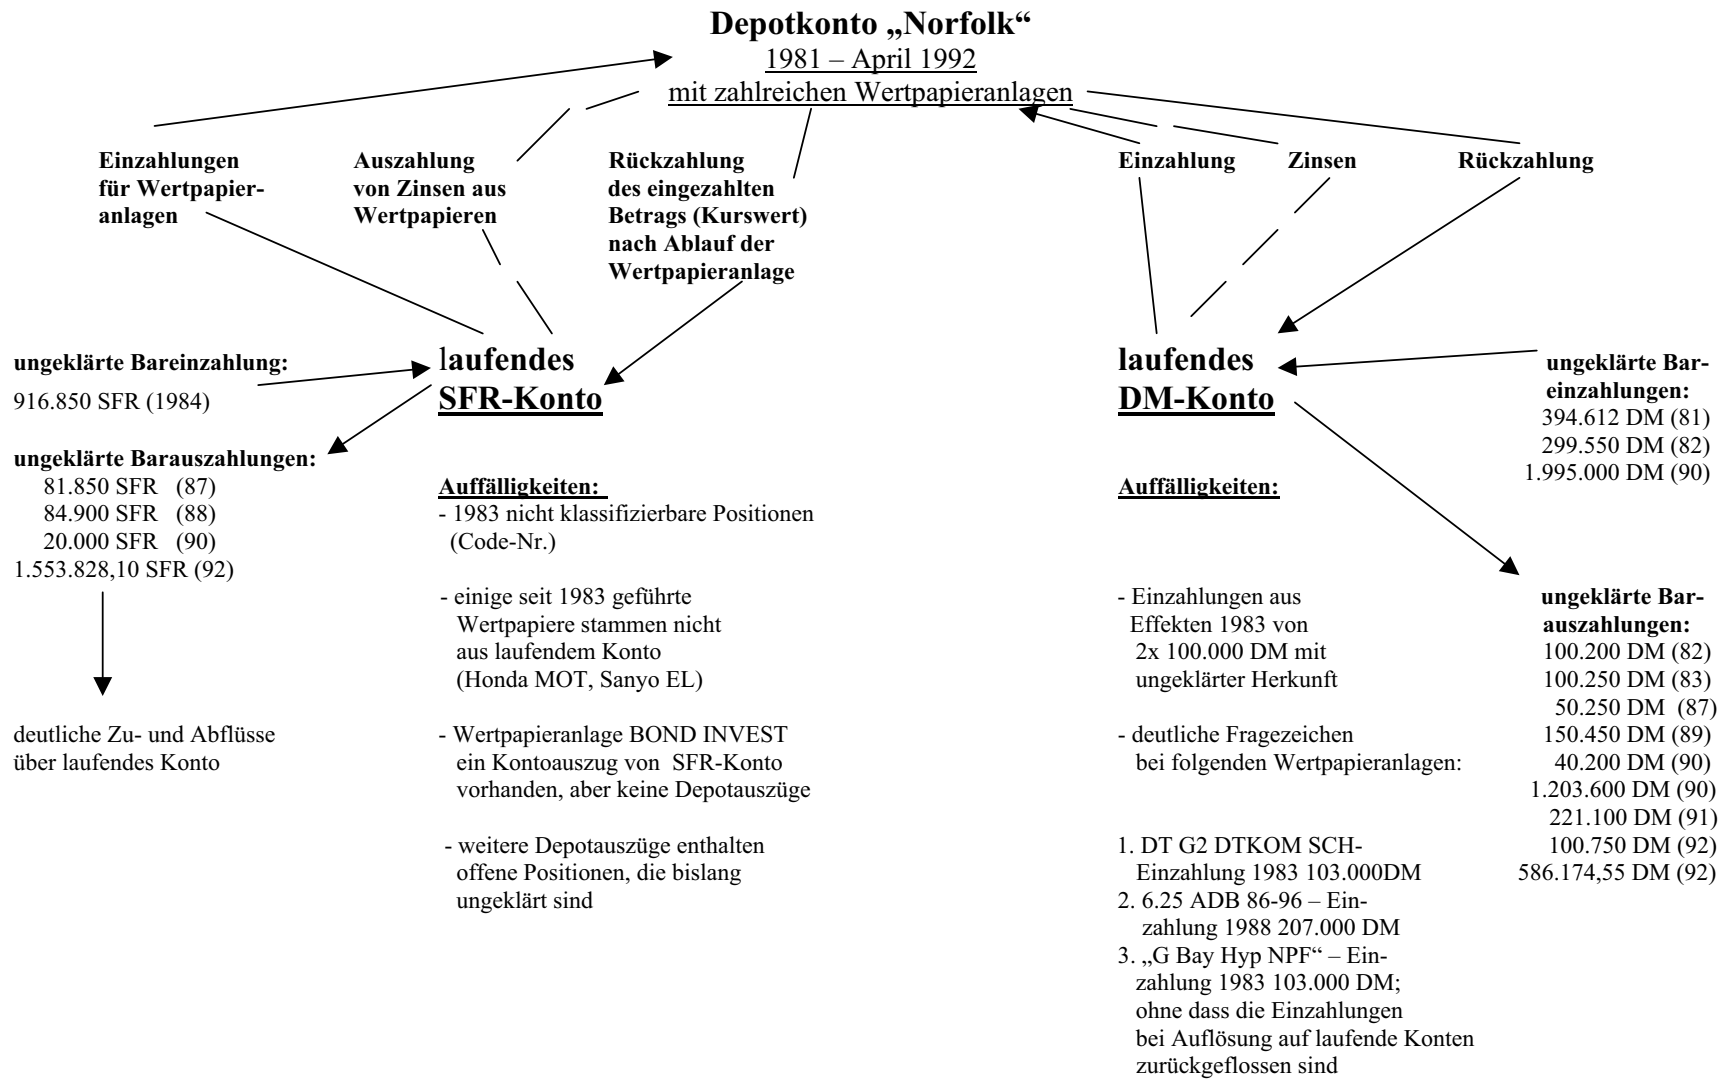 Depotkonto „Norfolk“
1981 – April 1992
mit zahlreichen Wertpapieranlagen
Einzahlungen
für Wertpapier-
anlagen
Auszahlung
von Zinsen aus
Wertpapieren
Rückzahlung
des eingezahlten
Betrags (Kurswert)
nach Ablauf der
Wertpapieranlage
Einzahlung
Zinsen
Rückzahlung
ungeklärte Bareinzahlung:
916.850 SFR (1984)
ungeklärte Barauszahlungen:
81.850 SFR (87)
84.900 SFR (88)
20.000 SFR (90)
1.553.828,10 SFR (92)
deutliche Zu- und Abflüsse
über laufendes Konto
laufendes
SFR-Konto
Auffälligkeiten:
- 1983 nicht klassifizierbare Positionen
(Code-Nr.)
- einige seit 1983 geführte
Wertpapiere stammen nicht
aus laufendem Konto
(Honda MOT, Sanyo EL)
- Wertpapieranlage BOND INVEST
ein Kontoauszug von SFR-Konto
vorhanden, aber keine Depotauszüge
- weitere Depotauszüge enthalten
offene Positionen, die bislang
ungeklärt sind
laufendes
DM-Konto
Auffälligkeiten:
- Einzahlungen aus
Effekten 1983 von
2x 100.000 DM mit
ungeklärter Herkunft
- deutliche Fragezeichen
bei folgenden Wertpapieranlagen:
1. DT G2 DTKOM SCH-
Einzahlung 1983 103.000DM
2. 6.25 ADB 86-96 – Ein-
zahlung 1988 207.000 DM
3. „G Bay Hyp NPF“ – Ein-
zahlung 1983 103.000 DM;
ohne dass die Einzahlungen
bei Auflösung auf laufende Konten
zurückgeflossen sind
ungeklärte Bar-
einzahlungen:
394.612 DM (81)
299.550 DM (82)
1.995.000 DM (90)
ungeklärte Bar-
auszahlungen:
100.200 DM (82)
100.250 DM (83)
50.250 DM (87)
150.450 DM (89)
40.200 DM (90)
1.203.600 DM (90)
221.100 DM (91)
100.750 DM (92)
586.174,55 DM (92)